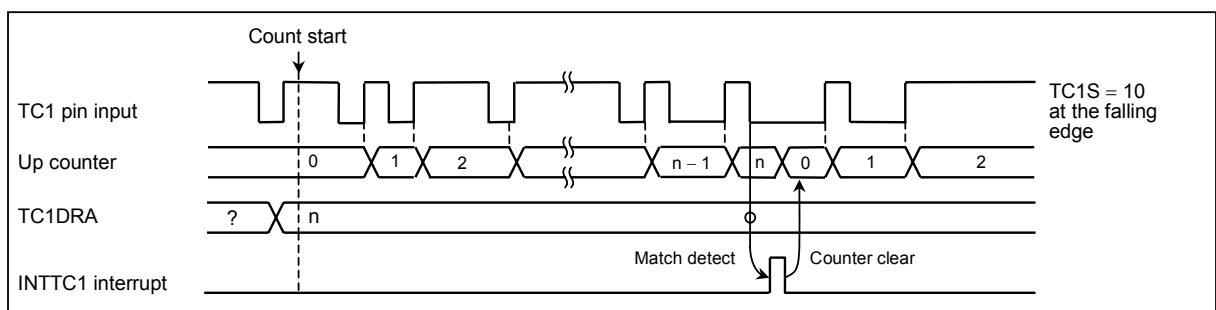 Count start
TC1 pin input
TC1S = 10
at the falling
edge
Up counter
0 1 2 n – 1 n 0 1 2
TC1DRA
? n
Match detect Counter clear
INTTC1 interrupt